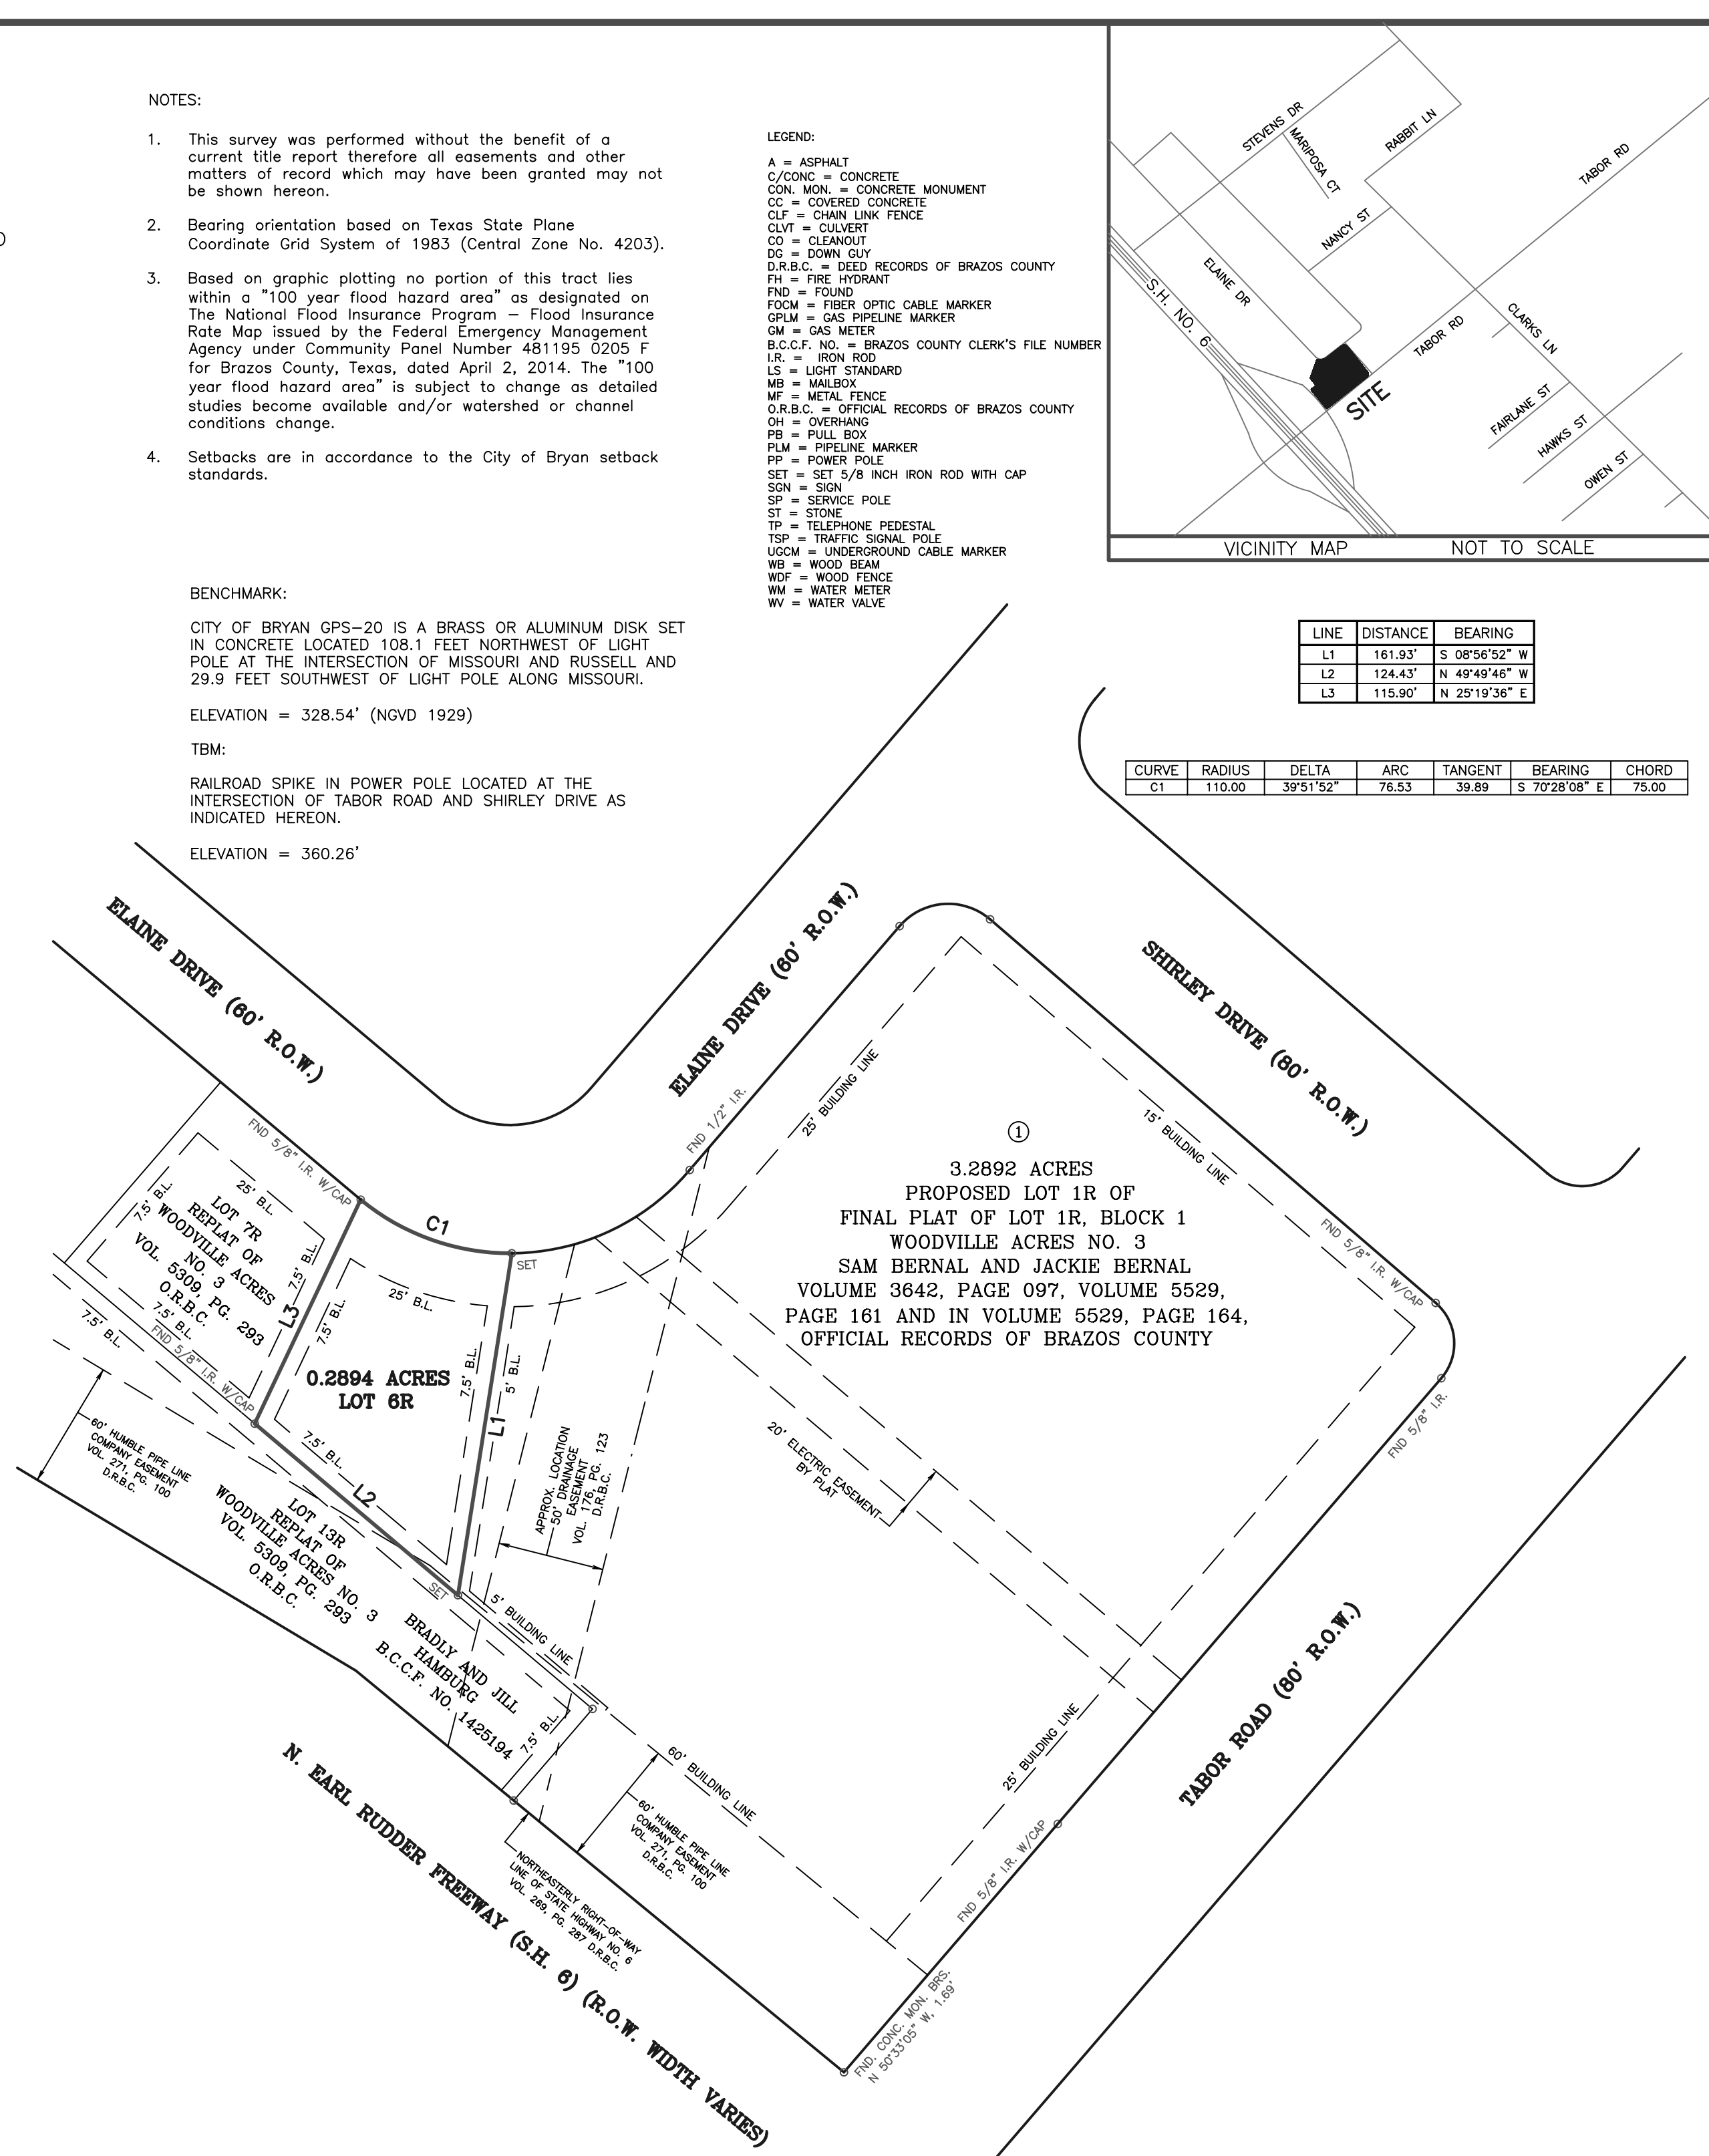 NOTES:
1. This survey was performed without the benefit of a
current title report therefore all easements and other
matters of record which may have been granted may not
be shown hereon.
2. Bearing orientation based on Texas State Plane
Coordinate Grid System of 1983 (Central Zone No. 4203).
3. Based on graphic plotting no portion of this tract lies
within a "100 year flood hazard area" as designated on
The National Flood Insurance Program – Flood Insurance
Rate Map issued by the Federal Emergency Management
Agency under Community Panel Number 481195 0205 F
for Brazos County, Texas, dated April 2, 2014. The "100
year flood hazard area" is subject to change as detailed
studies become available and/or watershed or channel
conditions change.
4. Setbacks are in accordance to the City of Bryan setback
standards.
BENCHMARK:
CITY OF BRYAN GPS–20 IS A BRASS OR ALUMINUM DISK SET
IN CONCRETE LOCATED 108.1 FEET NORTHWEST OF LIGHT
POLE AT THE INTERSECTION OF MISSOURI AND RUSSELL AND
29.9 FEET SOUTHWEST OF LIGHT POLE ALONG MISSOURI.
ELEVATION = 328.54' (NGVD 1929)
TBM:
RAILROAD SPIKE IN POWER POLE LOCATED AT THE
INTERSECTION OF TABOR ROAD AND SHIRLEY DRIVE AS
INDICATED HEREON.
ELEVATION = 360.26'
LEGEND:
A = ASPHALT
C/CONC = CONCRETE
CON. MON. = CONCRETE MONUMENT
CC = COVERED CONCRETE
CLF = CHAIN LINK FENCE
CLVT = CULVERT
CO = CLEANOUT
DG = DOWN GUY
D.R.B.C. = DEED RECORDS OF BRAZOS COUNTY
FH = FIRE HYDRANT
FND = FOUND
FOCM = FIBER OPTIC CABLE MARKER
GPLM = GAS PIPELINE MARKER
GM = GAS METER
B.C.C.F. NO. = BRAZOS COUNTY CLERK'S FILE NUMBER
I.R. = IRON ROD
LS = LIGHT STANDARD
MB = MAILBOX
MF = METAL FENCE
O.R.B.C. = OFFICIAL RECORDS OF BRAZOS COUNTY
OH = OVERHANG
PB = PULL BOX
PLM = PIPELINE MARKER
PP = POWER POLE
SET = SET 5/8 INCH IRON ROD WITH CAP
SGN = SIGN
SP = SERVICE POLE
ST = STONE
TP = TELEPHONE PEDESTAL
TSP = TRAFFIC SIGNAL POLE
UGCM = UNDERGROUND CABLE MARKER
WB = WOOD BEAM
WDF = WOOD FENCE
WM = WATER METER
WV = WATER VALVE
STEVENS DR
MARIPOSA CT
RABBIT LN
TABOR RD
NANCY ST
ELAINE DR
S.H. NO. 6
TABOR RD
CLARKS LN
SITE
FAIRLANE ST
HAWKS ST
OWEN ST
VICINITY MAP NOT TO SCALE
LINE DISTANCE BEARING
L1 161.93' S 08°56'52" W
L2 124.43' N 49°49'46" W
L3 115.90' N 25°19'36" E
CURVE RADIUS DELTA ARC TANGENT BEARING CHORD
C1 110.00 39°51'52" 76.53 39.89 S 70°28'08" E 75.00
ELAINE DRIVE (60' R.O.W.)
ELAINE DRIVE (60' R.O.W.)
SHIRLEY DRIVE (80' R.O.W.)
FND 5/8" I.R. W/CAP
FND 1/2" I.R.
25' BUILDING LINE
15' BUILDING LINE
1
3.2892 ACRES
PROPOSED LOT 1R OF
FINAL PLAT OF LOT 1R, BLOCK 1
WOODVILLE ACRES NO. 3
SAM BERNAL AND JACKIE BERNAL
VOLUME 3642, PAGE 097, VOLUME 5529,
PAGE 161 AND IN VOLUME 5529, PAGE 164,
OFFICIAL RECORDS OF BRAZOS COUNTY
FND 5/8" I.R. W/CAP
FND 5/8" I.R.
25' B.L.
7.5' B.L.
LOT 7R
REPLAT OF
WOODVILLE ACRES
NO. 3
VOL. 5309, PG. 293
O.R.B.C.
7.5' B.L.
7.5' B.L.
7.5' B.L.
FND 5/8" I.R. W/CAP
C1
SET
L3
7.5' B.L.
25' B.L.
0.2894 ACRES
LOT 6R
7.5' B.L.
5' B.L.
L1
7.5' B.L.
L2
SET
60' HUMBLE PIPE LINE
COMPANY EASEMENT
VOL. 271, PG. 100
D.R.B.C.
APPROX. LOCATION
50' DRAINAGE
EASEMENT
VOL. 176, PG. 123
D.R.B.C.
20' ELECTRIC EASEMENT
BY PLAT
LOT 13R
REPLAT OF
WOODVILLE ACRES NO. 3
VOL. 5309, PG. 293
O.R.B.C.
BRADLY AND JILL
HAMBURG
B.C.C.F. NO. 1425194
5' BUILDING LINE
7.5' B.L.
60' BUILDING LINE
25' BUILDING LINE
60' HUMBLE PIPE LINE
COMPANY EASEMENT
VOL. 271, PG. 100
D.R.B.C.
NORTHEASTERLY RIGHT–OF–WAY
LINE OF STATE HIGHWAY NO. 6
VOL. 269, PG. 287 D.R.B.C.
TABOR ROAD (80' R.O.W.)
FND 5/8" I.R. W/CAP
FND. CONC. MON. BRS.
N 50°33'05" W, 1.69'
N. EARL RUDDER FREEWAY (S.H. 6) (R.O.W. WIDTH VARIES)